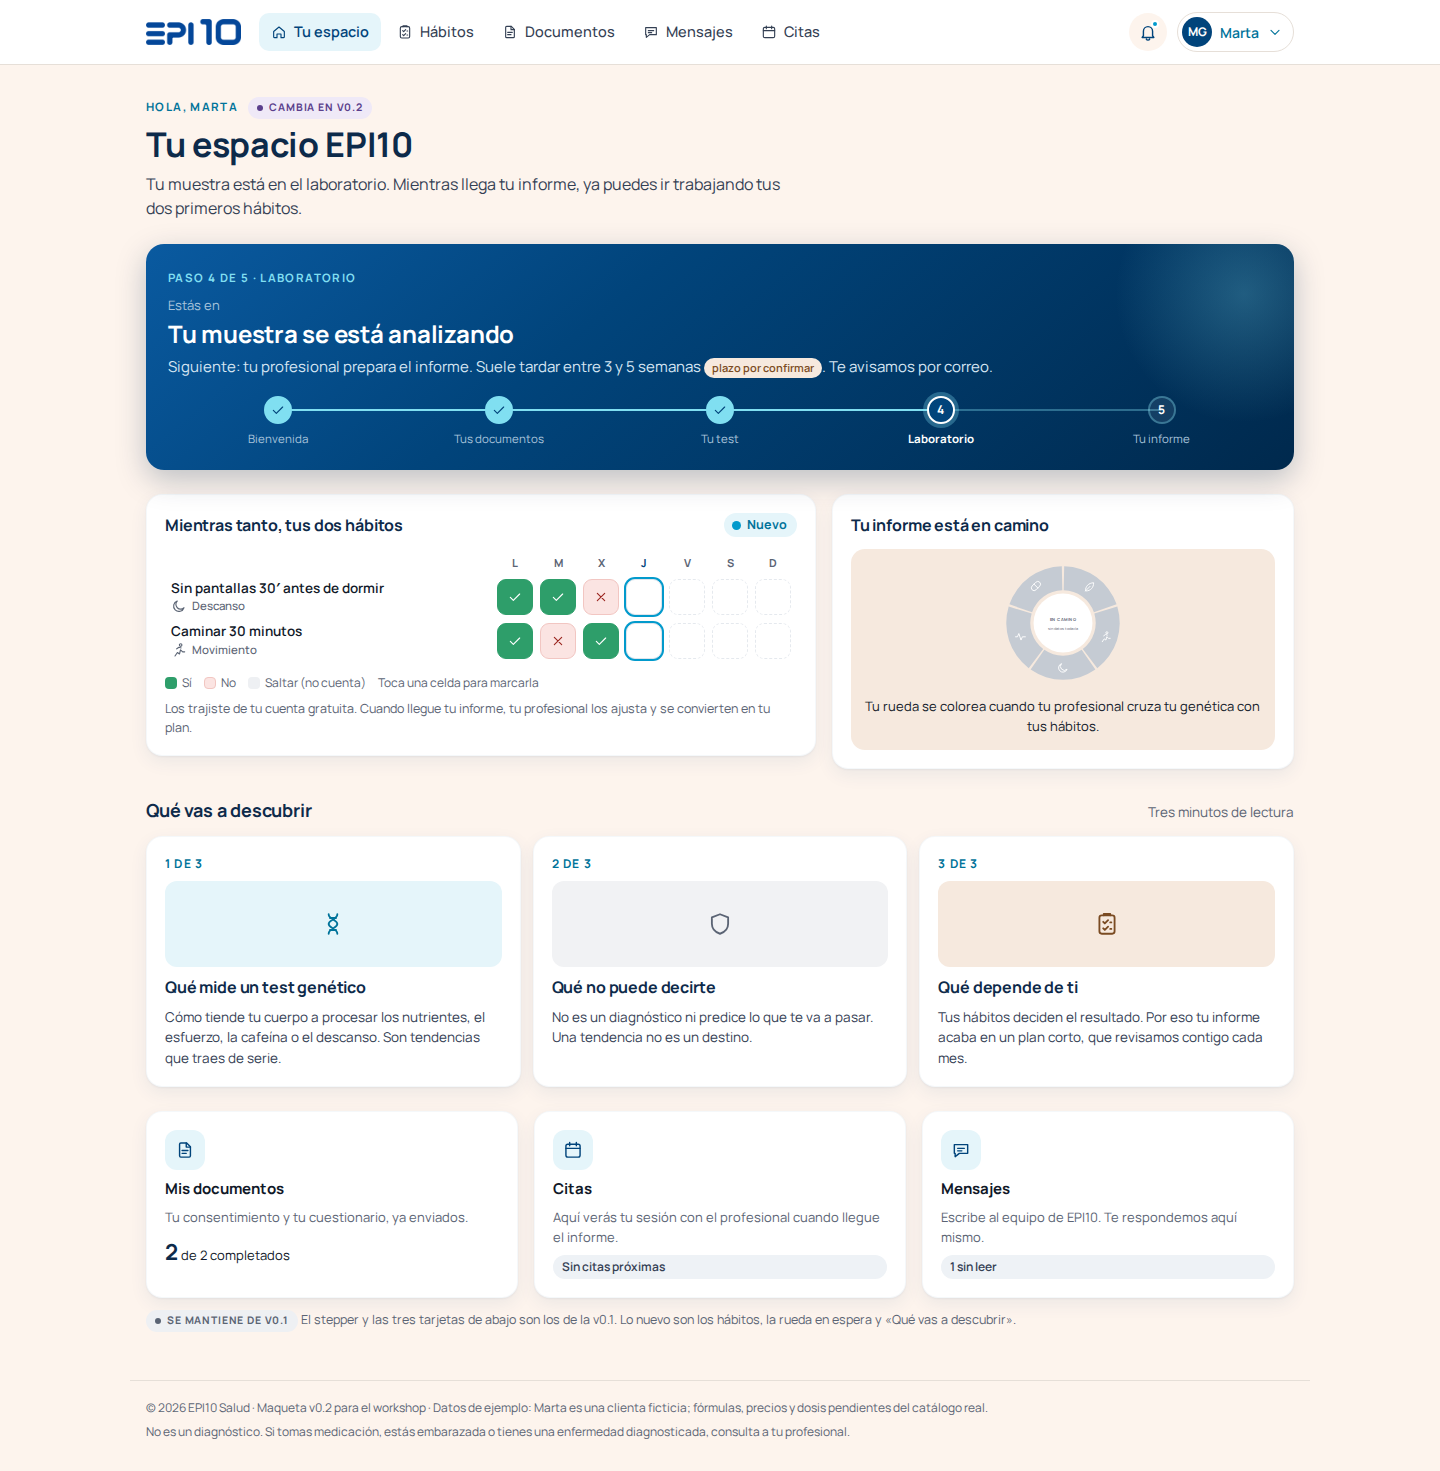 EPI10
Tu espacio
Hábitos
Documentos
Mensajes
Citas
MG
Marta
HOLA, MARTA
CAMBIA EN V0.2
Tu espacio EPI10
Tu muestra está en el laboratorio. Mientras llega tu informe, ya puedes ir trabajando tus
dos primeros hábitos.
PASO 4 DE 5 · LABORATORIO
Estás en
Tu muestra se está analizando
Siguiente: tu profesional prepara el informe. Suele tardar entre 3 y 5 semanas plazo por confirmar. Te avisamos por correo.
4
5
Bienvenida
Tus documentos
Tu test
Laboratorio
Tu informe
Mientras tanto, tus dos hábitos
Nuevo
L M X J V S D
Sin pantallas 30′ antes de dormir
Descanso
Caminar 30 minutos
Movimiento
Sí
No
Saltar (no cuenta)
Toca una celda para marcarla
Los trajiste de tu cuenta gratuita. Cuando llegue tu informe, tu profesional los ajusta y se convierten en tu
plan.
Tu informe está en camino
EN CAMINO
Tu rueda se colorea cuando tu profesional cruza tu genética con
tus hábitos.
Qué vas a descubrir
Tres minutos de lectura
1 DE 3
Qué mide un test genético
Cómo tiende tu cuerpo a procesar los nutrientes, el
esfuerzo, la cafeína o el descanso. Son tendencias
que traes de serie.
2 DE 3
Qué no puede decirte
No es un diagnóstico ni predice lo que te va a pasar.
Una tendencia no es un destino.
3 DE 3
Qué depende de ti
Tus hábitos deciden el resultado. Por eso tu informe
acaba en un plan corto, que revisamos contigo cada
mes.
Mis documentos
Tu consentimiento y tu cuestionario, ya enviados.
2 de 2 completados
Citas
Aquí verás tu sesión con el profesional cuando llegue
el informe.
Sin citas próximas
Mensajes
Escribe al equipo de EPI10. Te respondemos aquí
mismo.
1 sin leer
SE MANTIENE DE V0.1 El stepper y las tres tarjetas de abajo son los de la v0.1. Lo nuevo son los hábitos, la rueda en espera y «Qué vas a descubrir».
© 2026 EPI10 Salud · Maqueta v0.2 para el workshop · Datos de ejemplo: Marta es una clienta ficticia; fórmulas, precios y dosis pendientes del catálogo real.
No es un diagnóstico. Si tomas medicación, estás embarazada o tienes una enfermedad diagnosticada, consulta a tu profesional.